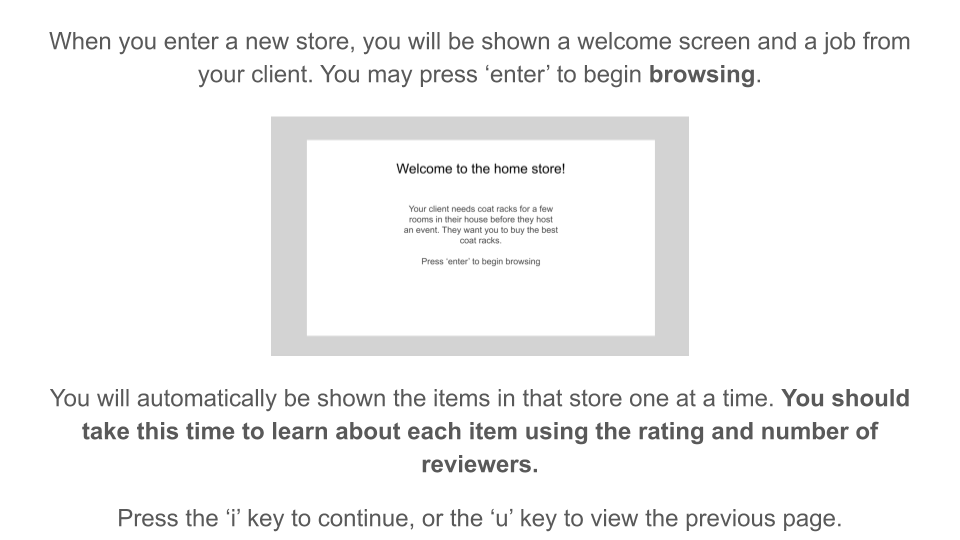 When you enter a new store, you will be shown a welcome screen and a job from
your client. You may press ‘enter’ to begin browsing.
Welcome to the home store!
Your client needs coat racks for a few
rooms in their house before they host
an event. They want you to buy the best
coat racks.
Press ‘enter’ to begin browsing
You will automatically be shown the items in that store one at a time. You should
take this time to learn about each item using the rating and number of
reviewers.
Press the ‘i’ key to continue, or the ‘u’ key to view the previous page.